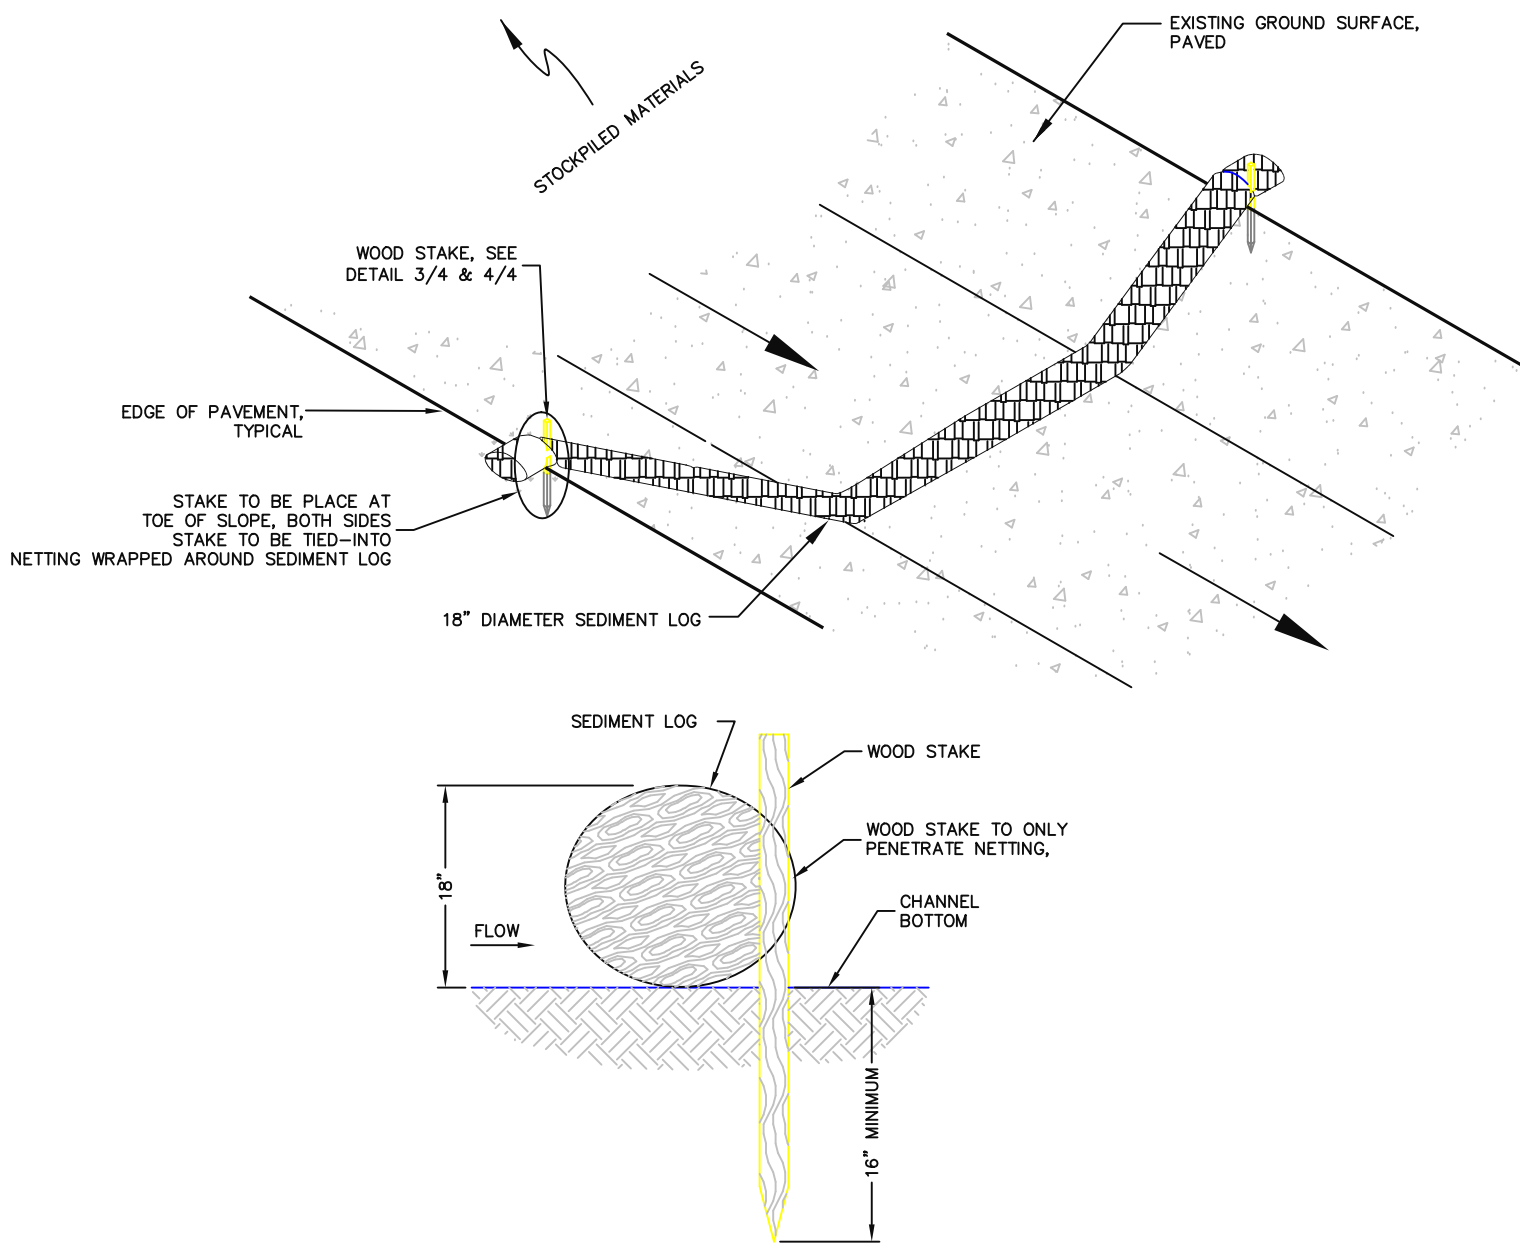 EXISTING GROUND SURFACE,
PAVED
STOCKPILED MATERIALS
WOOD STAKE, SEE
DETAIL 3/4 & 4/4
EDGE OF PAVEMENT,
TYPICAL
STAKE TO BE PLACE AT
TOE OF SLOPE, BOTH SIDES
STAKE TO BE TIED-INTO
NETTING WRAPPED AROUND SEDIMENT LOG
18" DIAMETER SEDIMENT LOG
SEDIMENT LOG
WOOD STAKE
WOOD STAKE TO ONLY
PENETRATE NETTING,
18"
CHANNEL
BOTTOM
FLOW
16" MINIMUM